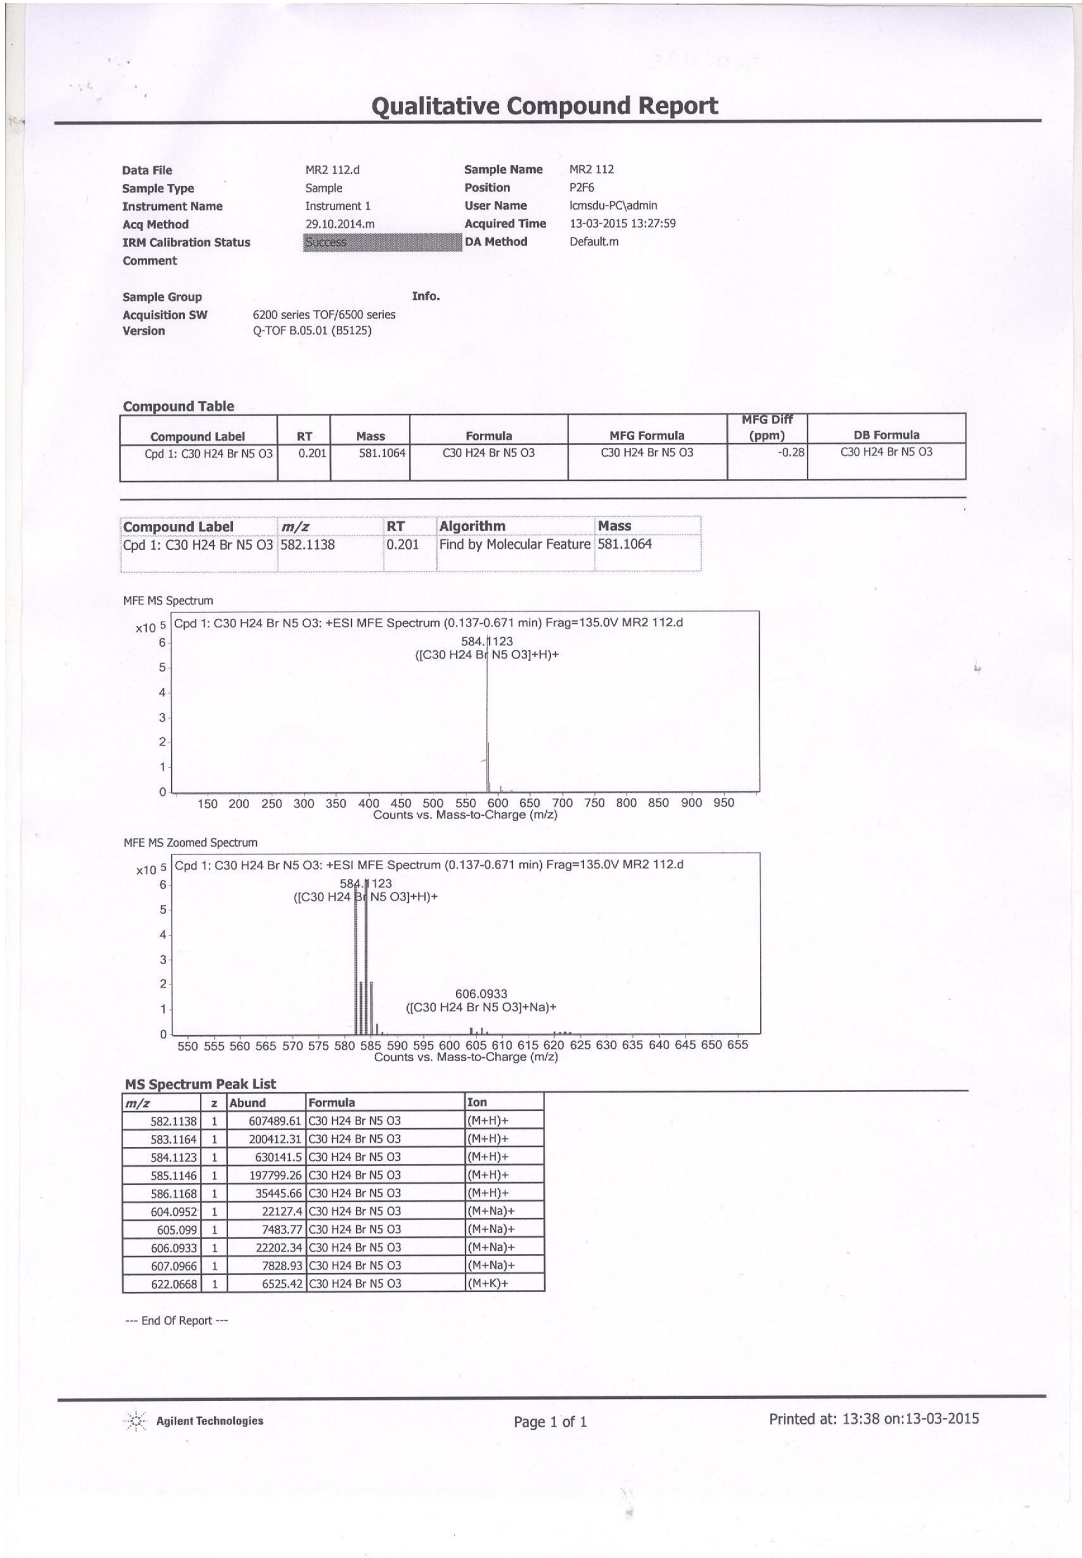 Qualitative Compound Report
Data File MR2 112.d Sample Name MR2 112
Sample Type Sample Position P2F6
Instrument Name Instrument 1 User Name lcmsdu-PC\admin
Acq Method 29.10.2014.m Acquired Time 13-03-2015 13:27:59
IRM Calibration Status Success DA Method Default.m
Comment
Sample Group Info.
Acquisition SW 6200 series TOF/6500 series
Version Q-TOF B.05.01 (B5125)
Compound Table
Compound Label RT Mass Formula MFG Formula MFG Diff (ppm) DB Formula
Cpd 1: C30 H24 Br N5 O3 0.201 581.1064 C30 H24 Br N5 O3 C30 H24 Br N5 O3 -0.28 C30 H24 Br N5 O3
Compound Label m/z RT Algorithm Mass
Cpd 1: C30 H24 Br N5 O3 582.1138 0.201 Find by Molecular Feature 581.1064
MFE MS Spectrum
x10 5 Cpd 1: C30 H24 Br N5 O3: +ESI MFE Spectrum (0.137-0.671 min) Frag=135.0V MR2 112.d
6 584.1123
([C30 H24 Br N5 O3]+H)+
5
4
3
2
1
0
150 200 250 300 350 400 450 500 550 600 650 700 750 800 850 900 950
Counts vs. Mass-to-Charge (m/z)
MFE MS Zoomed Spectrum
x10 5 Cpd 1: C30 H24 Br N5 O3: +ESI MFE Spectrum (0.137-0.671 min) Frag=135.0V MR2 112.d
6 584.1123
([C30 H24 Br N5 O3]+H)+
5
4
3
2 606.0933
1 ([C30 H24 Br N5 O3]+Na)+
0
550 555 560 565 570 575 580 585 590 595 600 605 610 615 620 625 630 635 640 645 650 655
Counts vs. Mass-to-Charge (m/z)
MS Spectrum Peak List
m/z z Abund Formula Ion
582.1138 1 607489.61 C30 H24 Br N5 O3 (M+H)+
583.1164 1 200412.31 C30 H24 Br N5 O3 (M+H)+
584.1123 1 630141.5 C30 H24 Br N5 O3 (M+H)+
585.1146 1 197799.26 C30 H24 Br N5 O3 (M+H)+
586.1168 1 35445.66 C30 H24 Br N5 O3 (M+H)+
604.0952 1 22127.4 C30 H24 Br N5 O3 (M+Na)+
605.099 1 7483.77 C30 H24 Br N5 O3 (M+Na)+
606.0933 1 22202.34 C30 H24 Br N5 O3 (M+Na)+
607.0966 1 7828.93 C30 H24 Br N5 O3 (M+Na)+
622.0668 1 6525.42 C30 H24 Br N5 O3 (M+K)+
--- End Of Report ---
Agilent Technologies Page 1 of 1 Printed at: 13:38 on:13-03-2015